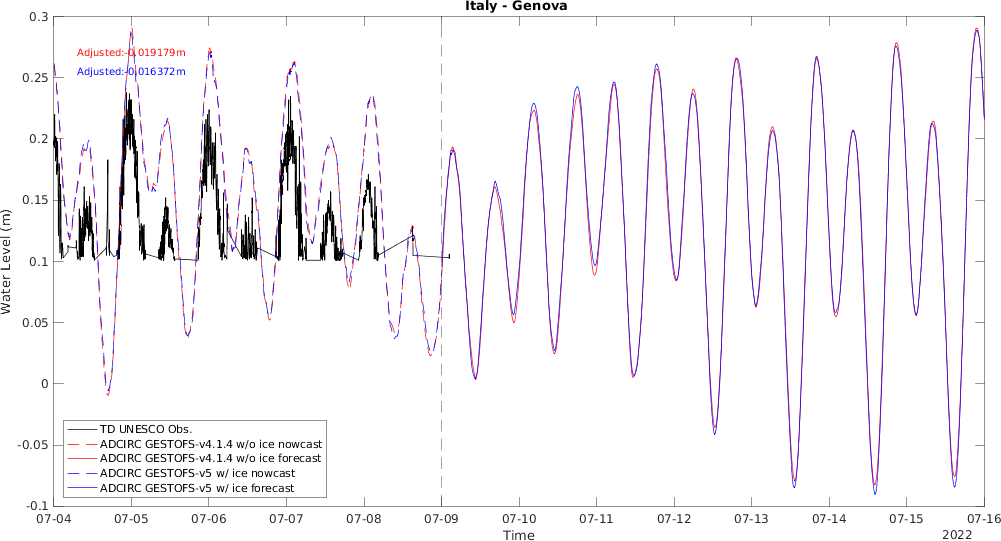 Italy - Genova
Adjusted:-0.019179m
Adjusted:-0.016372m
Water Level (m)
0.3
0.25
0.2
0.15
0.1
0.05
0
-0.05
-0.1
TD UNESCO Obs.
ADCIRC GESTOFS-v4.1.4 w/o ice nowcast
ADCIRC GESTOFS-v4.1.4 w/o ice forecast
ADCIRC GESTOFS-v5 w/ ice nowcast
ADCIRC GESTOFS-v5 w/ ice forecast
07-04 07-05 07-06 07-07 07-08 07-09 07-10 07-11 07-12 07-13 07-14 07-15 07-16
Time
2022